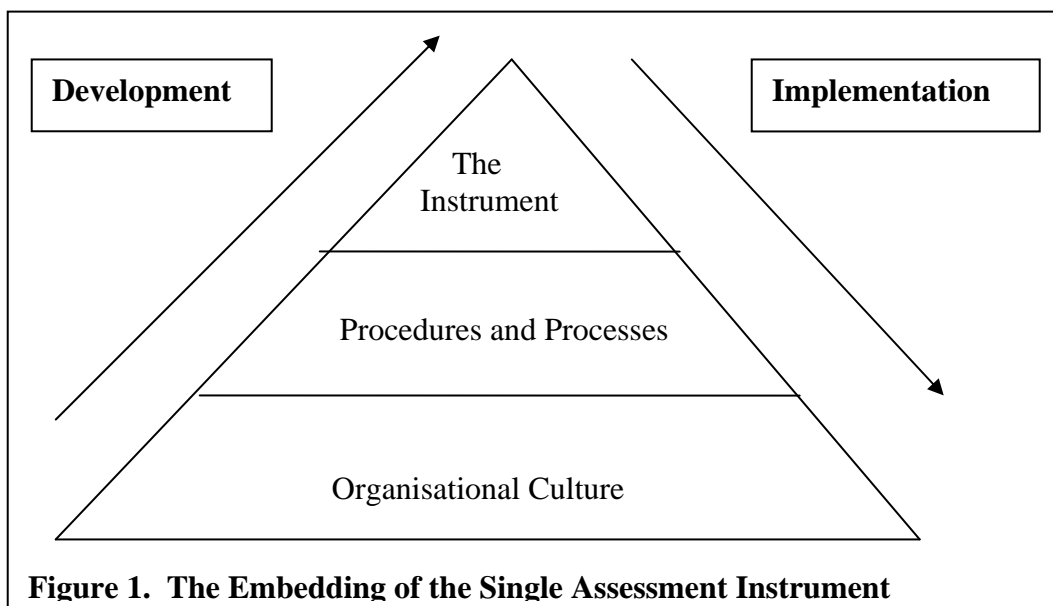 Development
Implementation
The
Instrument
Procedures and Processes
Organisational Culture
Figure 1. The Embedding of the Single Assessment Instrument